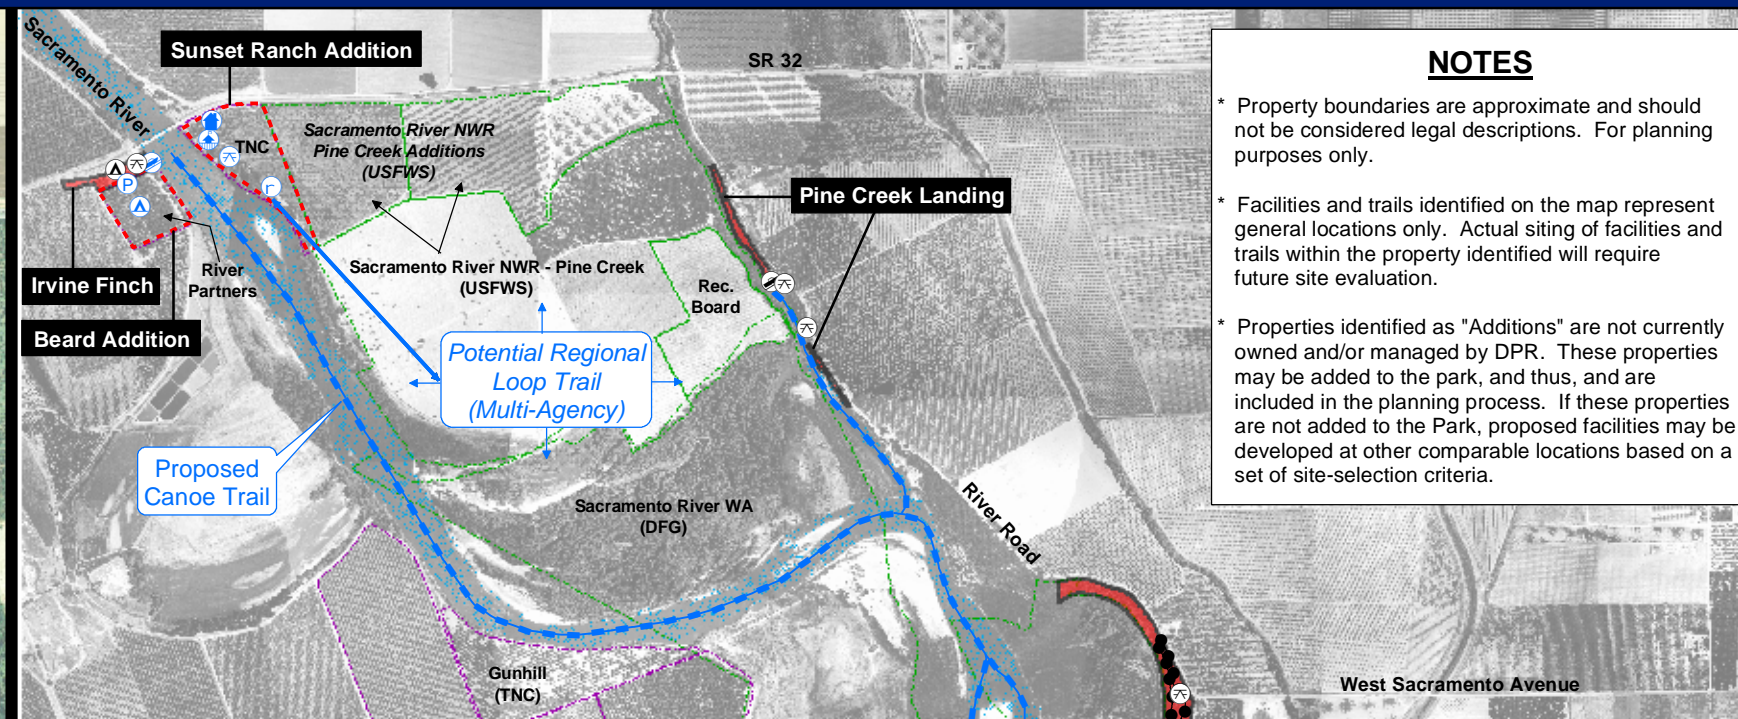 Sacramento River
Sunset Ranch Addition
SR 32
TNC
Sacramento River NWR
Pine Creek Additions
(USFWS)
P
Pine Creek Landing
Irvine Finch
River
Partners
Beard Addition
Sacramento River NWR - Pine Creek
(USFWS)
Rec.
Board
Potential Regional
Loop Trail
(Multi-Agency)
Proposed
Canoe Trail
Sacramento River WA
(DFG)
River Road
Gunhill
(TNC)
West Sacramento Avenue
NOTES
* Property boundaries are approximate and should
not be considered legal descriptions. For planning
purposes only.
* Facilities and trails identified on the map represent
general locations only. Actual siting of facilities and
trails within the property identified will require
future site evaluation.
* Properties identified as "Additions" are not currently
owned and/or managed by DPR. These properties
may be added to the park, and thus, and are
included in the planning process. If these properties
are not added to the Park, proposed facilities may be
developed at other comparable locations based on a
set of site-selection criteria.